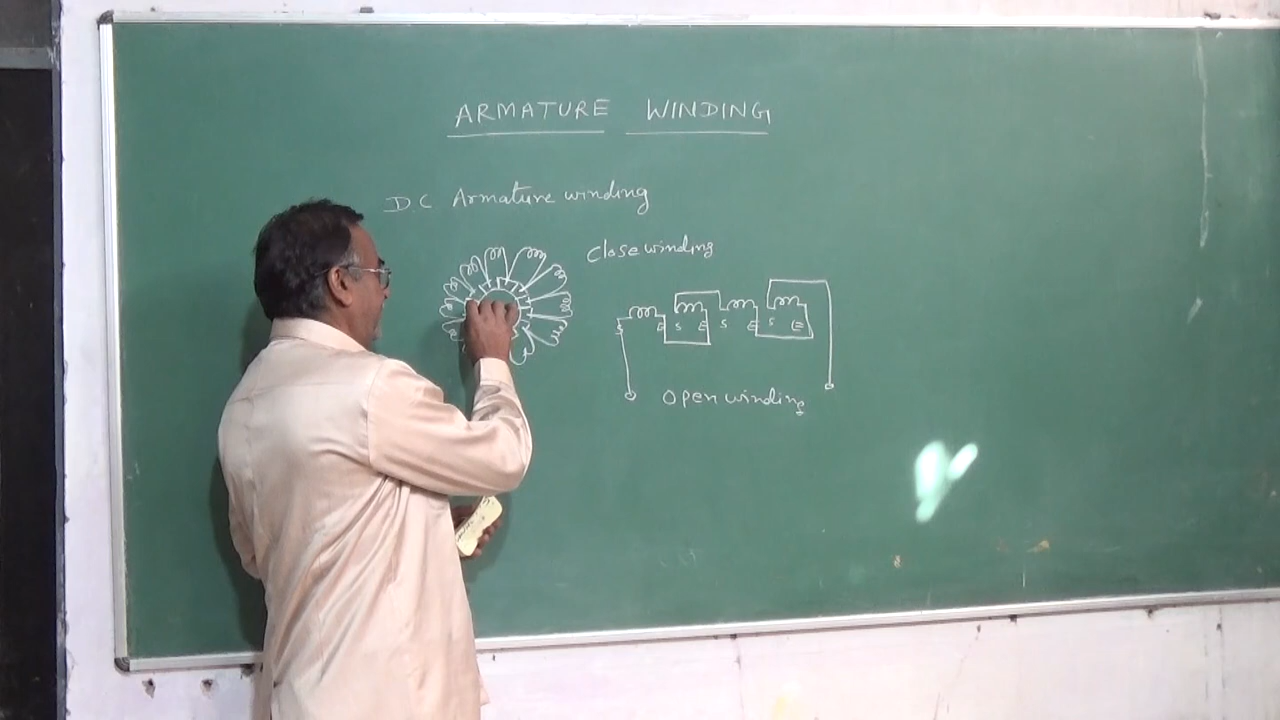 ARMATURE WINDING
D.C Armature winding
Close winding
S E S E S E S E
Open winding